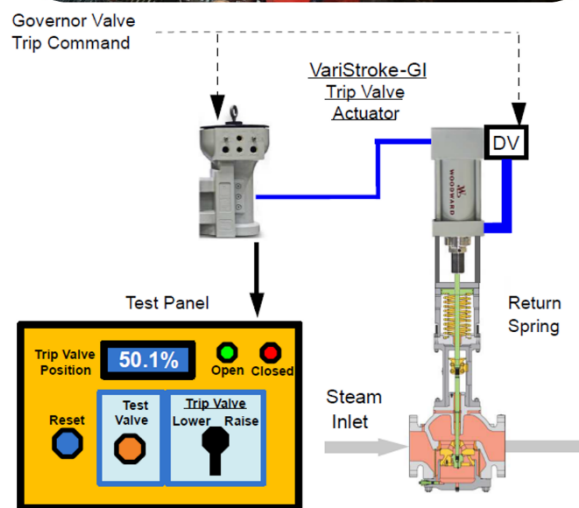 Governor Valve
Trip Command
VariStroke-GI
Trip Valve
Actuator
DV
WOODWARD
Test Panel
Return
Spring
Trip Valve
Position
50.1%
Open
Closed
Reset
Test
Valve
Trip Valve
Lower Raise
Steam
Inlet